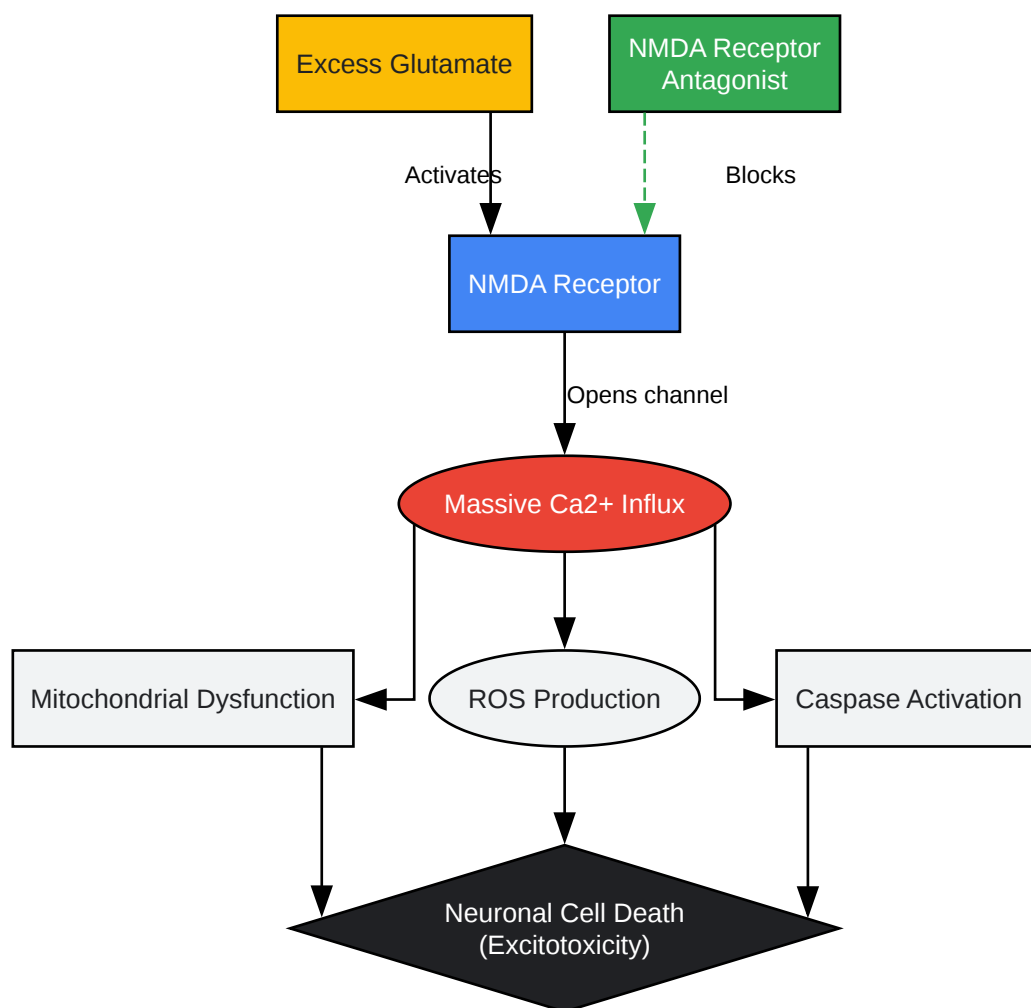 Excess Glutamate
NMDA Receptor
Antagonist
Activates
Blocks
NMDA Receptor
Opens channel
Massive Ca2+ Influx
Mitochondrial Dysfunction
ROS Production
Caspase Activation
Neuronal Cell Death
(Excitotoxicity)